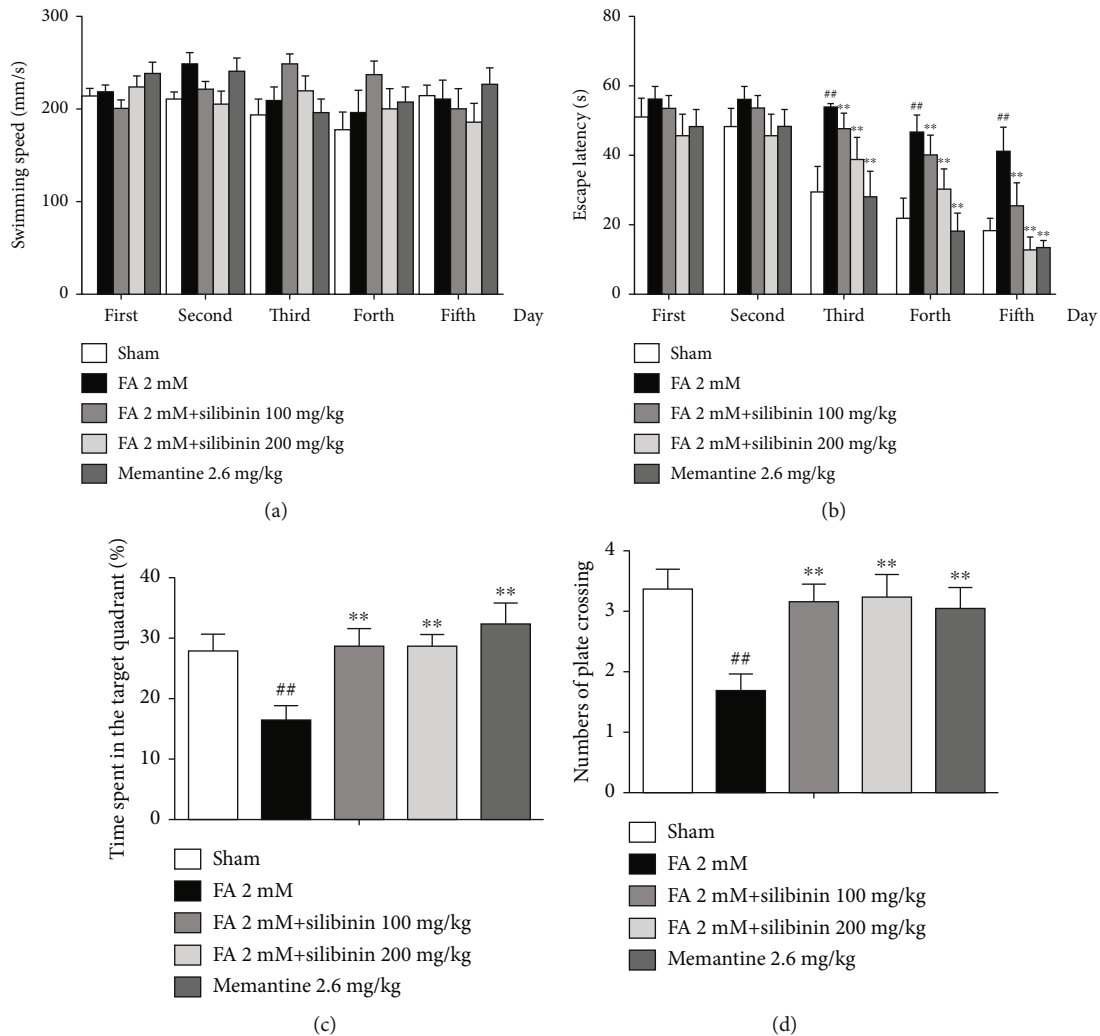 300
200
100
0
Swimming speed (mm/s)
First
Second
Third
Forth
Fifth
Day
Sham
FA 2 mM
FA 2 mM+silibinin 100 mg/kg
FA 2 mM+silibinin 200 mg/kg
Memantine 2.6 mg/kg
(a)
80
60
40
20
0
Escape latency (s)
##
**
**
**
##
**
**
**
##
**
**
**
First
Second
Third
Forth
Fifth
Day
Sham
FA 2 mM
FA 2 mM+silibinin 100 mg/kg
FA 2 mM+silibinin 200 mg/kg
Memantine 2.6 mg/kg
(b)
40
30
20
10
0
Time spent in the target quadrant (%)
##
**
**
**
Sham
FA 2 mM
FA 2 mM+silibinin 100 mg/kg
FA 2 mM+silibinin 200 mg/kg
Memantine 2.6 mg/kg
(c)
4
3
2
1
0
Numbers of plate crossing
##
**
**
**
Sham
FA 2 mM
FA 2 mM+silibinin 100 mg/kg
FA 2 mM+silibinin 200 mg/kg
Memantine 2.6 mg/kg
(d)